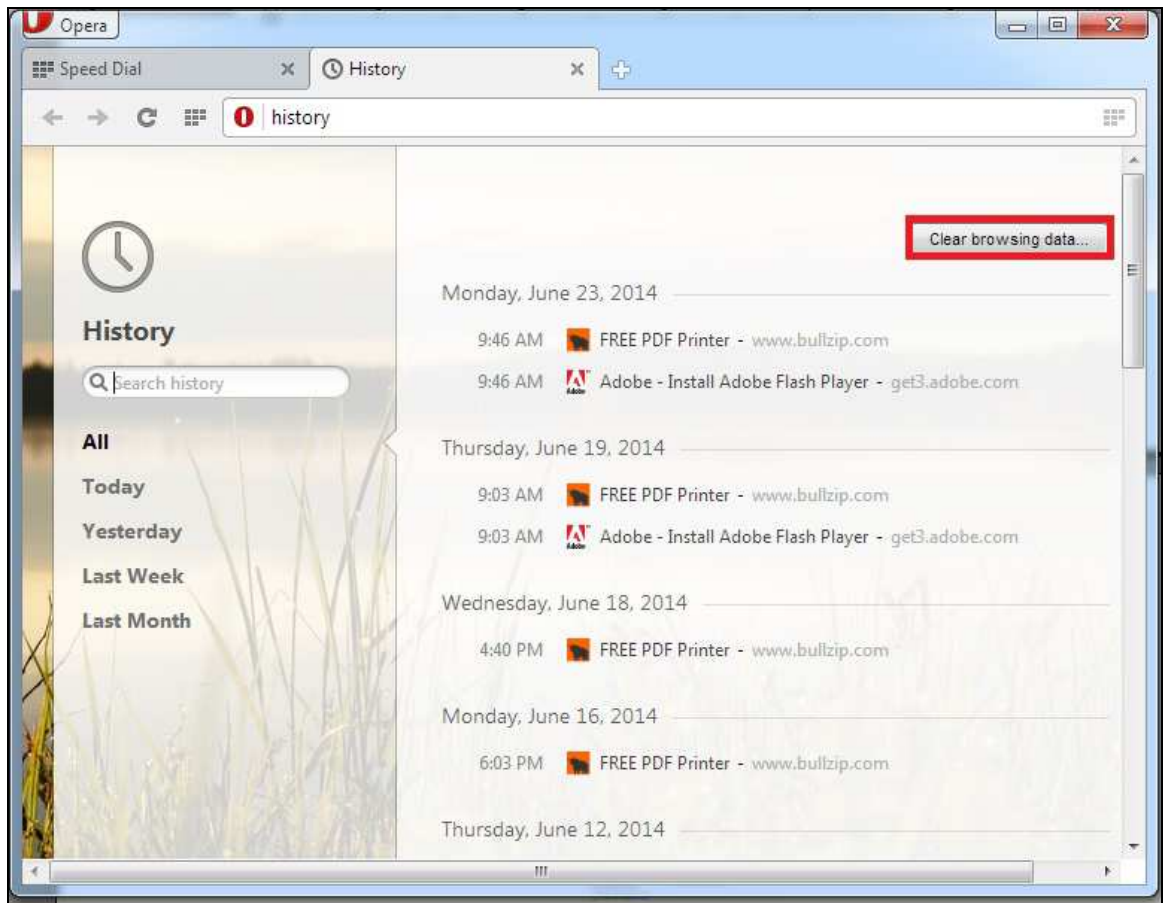 Opera
Speed Dial
History
history
Clear browsing data...
History
Search history
All
Today
Yesterday
Last Week
Last Month
Monday, June 23, 2014
9:46 AM FREE PDF Printer - www.bullzip.com
9:46 AM Adobe - Install Adobe Flash Player - get3.adobe.com
Thursday, June 19, 2014
9:03 AM FREE PDF Printer - www.bullzip.com
9:03 AM Adobe - Install Adobe Flash Player - get3.adobe.com
Wednesday, June 18, 2014
4:40 PM FREE PDF Printer - www.bullzip.com
Monday, June 16, 2014
6:03 PM FREE PDF Printer - www.bullzip.com
Thursday, June 12, 2014